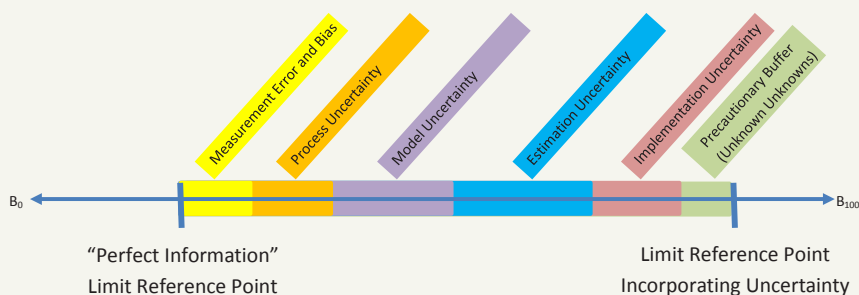 Measurement Error and Bias
Process Uncertainty
Model Uncertainty
Estimation Uncertainty
Implementation Uncertainty
Precautionary Buffer
(Unknown Unknowns)
B0
B100
“Perfect Information”
Limit Reference Point
Limit Reference Point
Incorporating Uncertainty